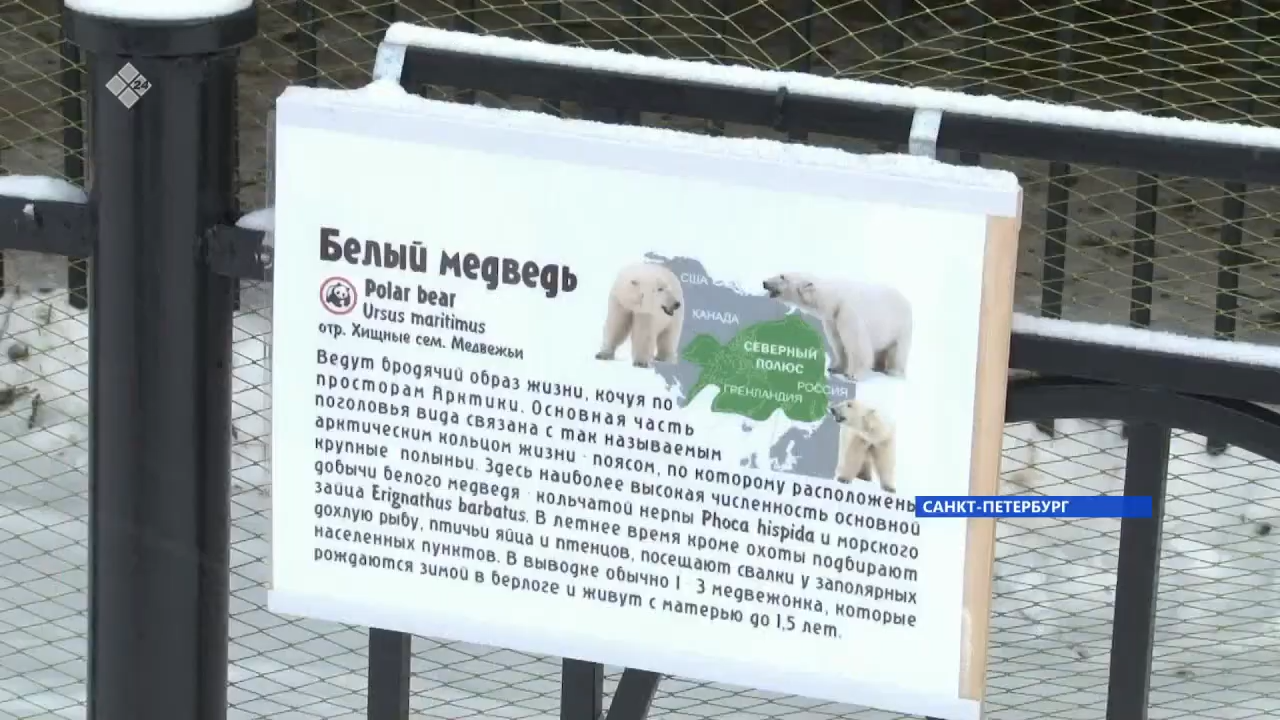 24
Белый медведь
Polar bear
Ursus maritimus
отр. Хищные сем. Медвежьи
США
КАНАДА
СЕВЕРНЫЙ
ПОЛЮС
ГРЕНЛАНДИЯ
РОССИЯ
Ведут бродячий образ жизни, кочуя по
просторам Арктики. Основная часть
поголовья вида связана с так называемым
арктическим кольцом жизни - поясом, по которому расположены
крупные полыньи. Здесь наиболее высокая численность основной
добычи белого медведя - кольчатой нерпы Phoca hispida и морского
зайца Erignathus barbatus. В летнее время кроме охоты подбирают
дохлую рыбу, птичьи яйца и птенцов, посещают свалки у заполярных
населенных пунктов. В выводке обычно 1 - 3 медвежонка, которые
рождаются зимой в берлоге и живут с матерью до 1,5 лет.
САНКТ-ПЕТЕРБУРГ